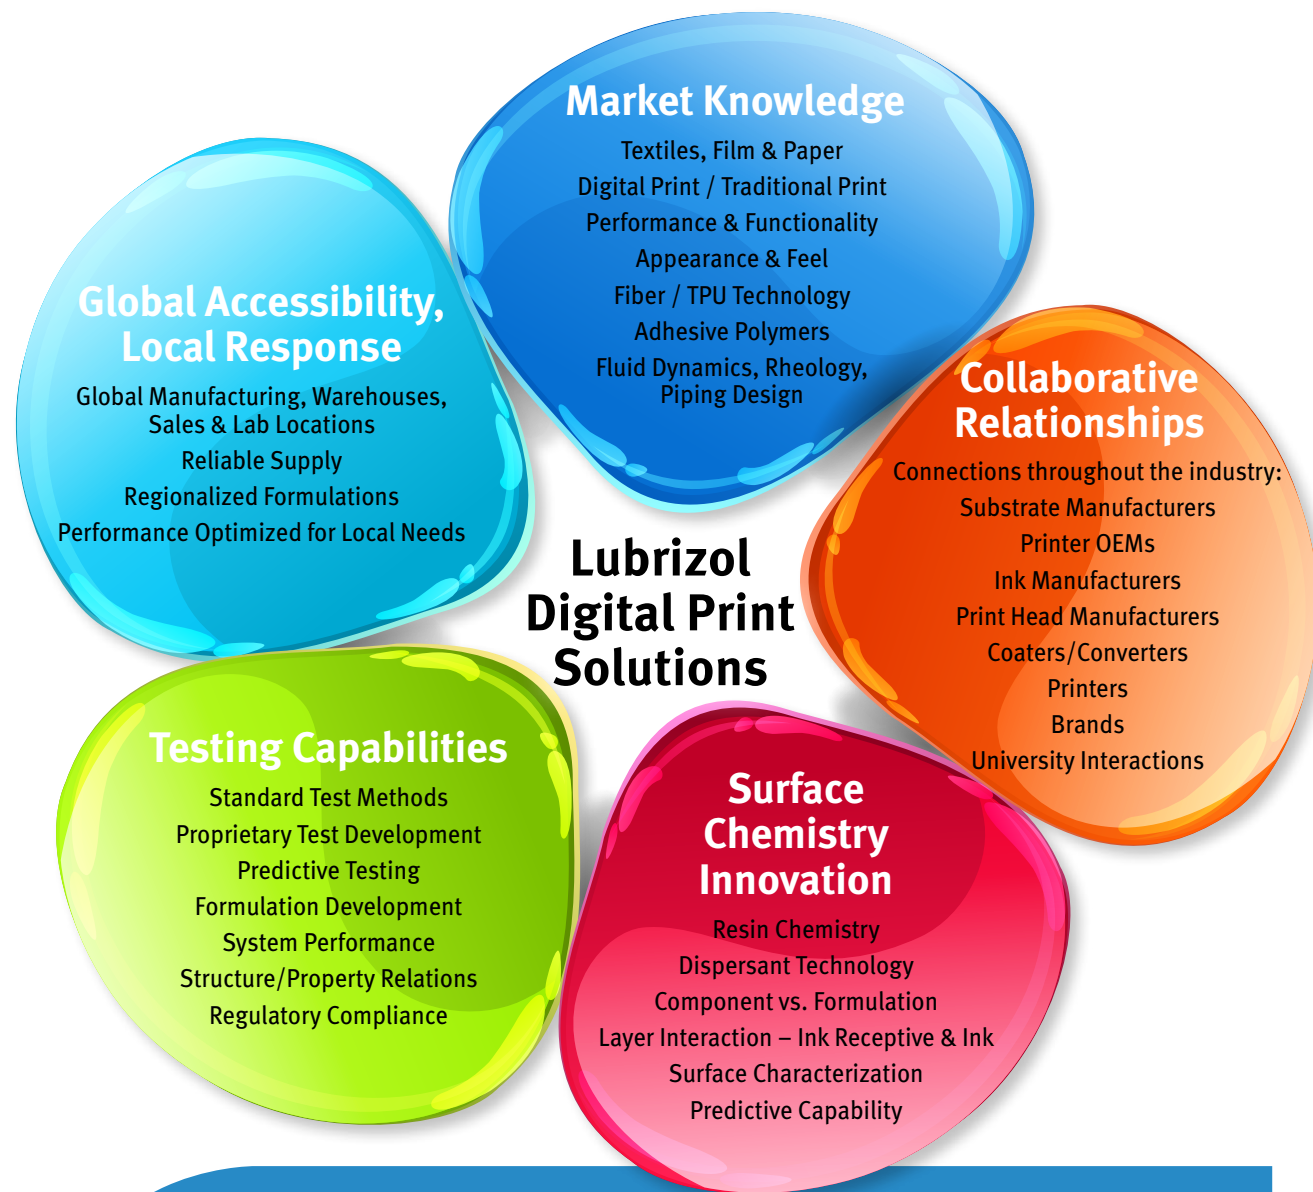 Market Knowledge
Textiles, Film & Paper
Digital Print / Traditional Print
Performance & Functionality
Appearance & Feel
Fiber / TPU Technology
Adhesive Polymers
Fluid Dynamics, Rheology,
Piping Design
Global Accessibility,
Local Response
Global Manufacturing, Warehouses,
Sales & Lab Locations
Reliable Supply
Regionalized Formulations
Performance Optimized for Local Needs
Collaborative
Relationships
Connections throughout the industry:
Substrate Manufacturers
Printer OEMs
Ink Manufacturers
Print Head Manufacturers
Coaters/Converters
Printers
Brands
University Interactions
Lubrizol
Digital Print
Solutions
Testing Capabilities
Standard Test Methods
Proprietary Test Development
Predictive Testing
Formulation Development
System Performance
Structure/Property Relations
Regulatory Compliance
Surface
Chemistry
Innovation
Resin Chemistry
Dispersant Technology
Component vs. Formulation
Layer Interaction – Ink Receptive & Ink
Surface Characterization
Predictive Capability